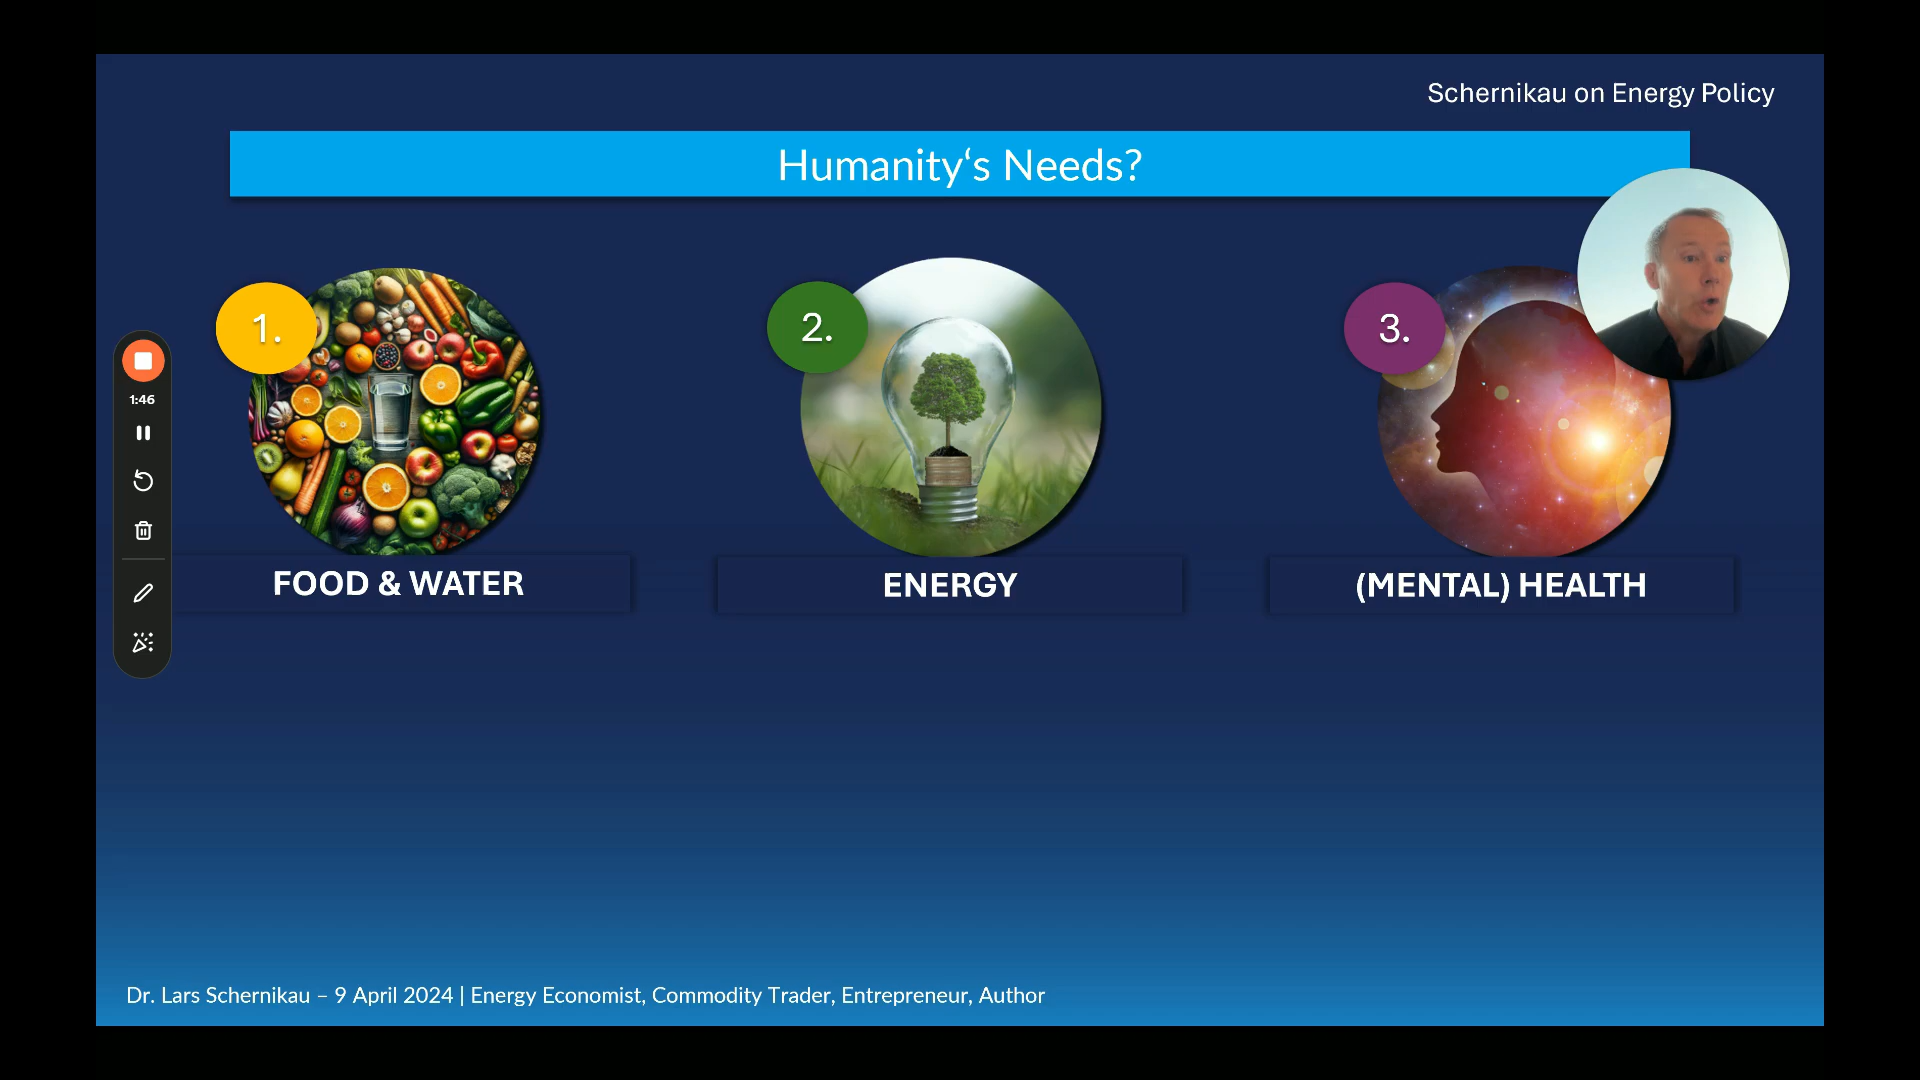 Schernikau on Energy Policy
Humanity‘s Needs?
1.
2.
3.
1:46
FOOD & WATER
ENERGY
(MENTAL) HEALTH
Dr. Lars Schernikau – 9 April 2024 | Energy Economist, Commodity Trader, Entrepreneur, Author